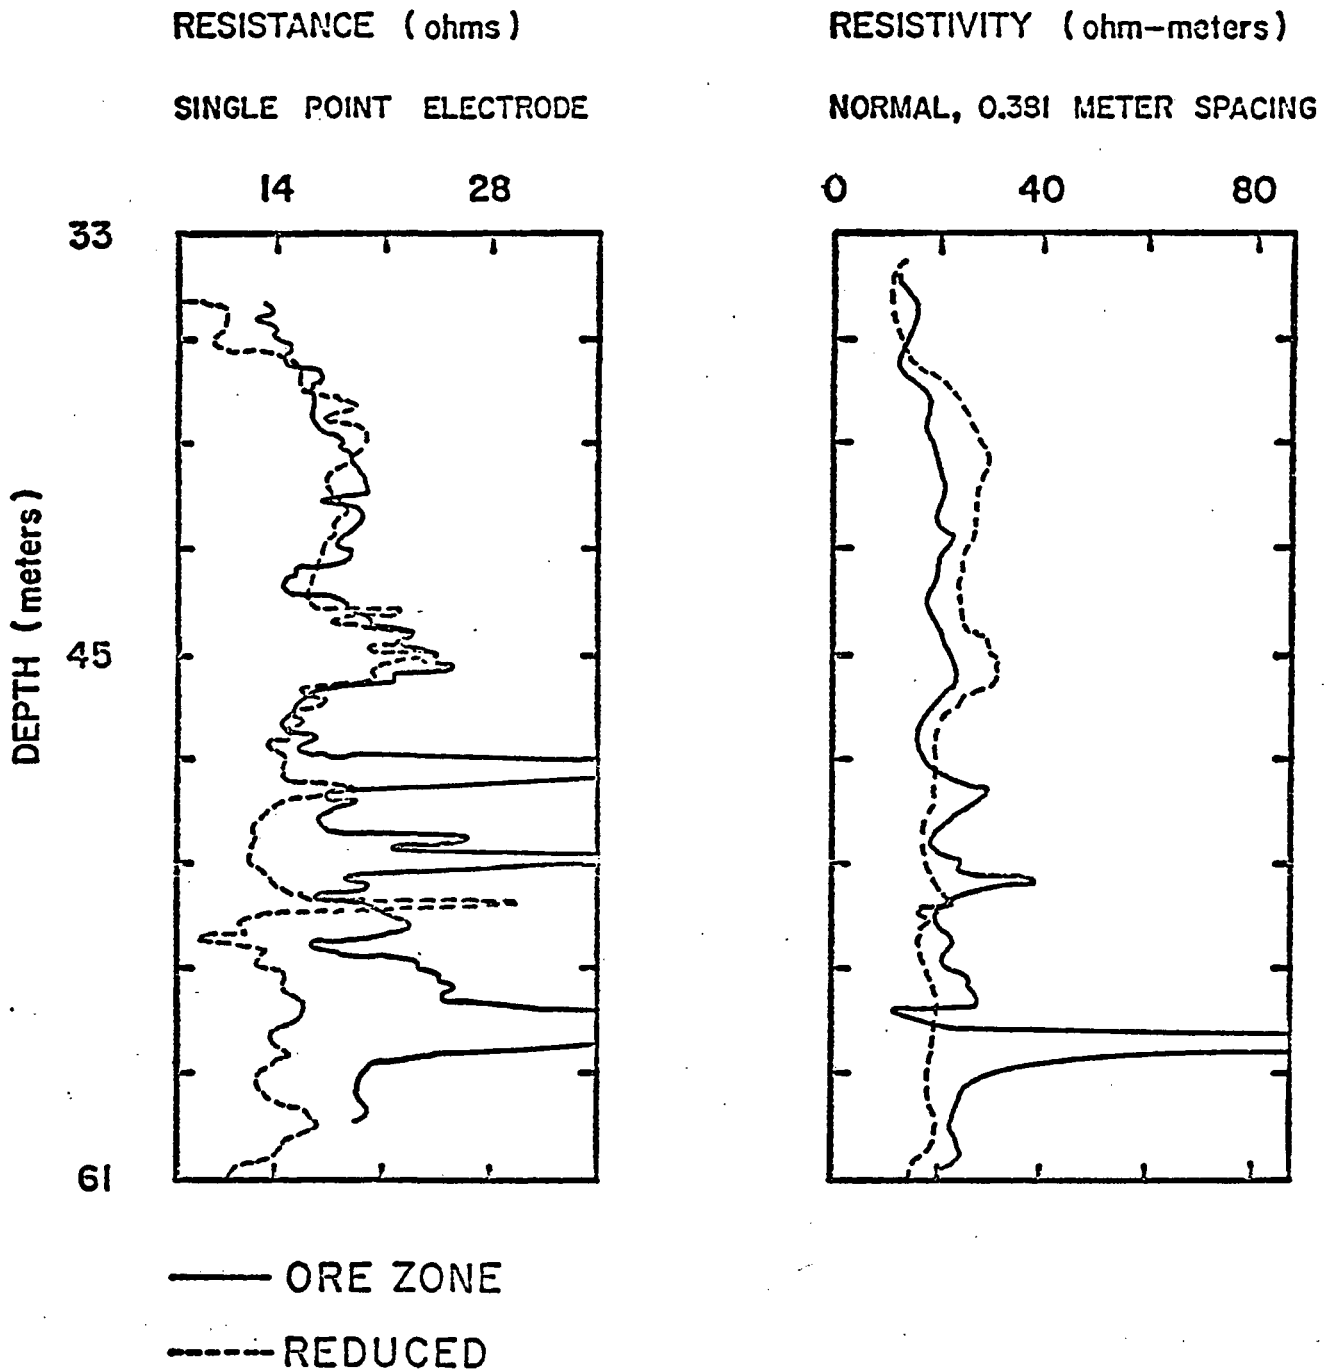 RESISTANCE (ohms)
SINGLE POINT ELECTRODE
14 28
RESISTIVITY (ohm-meters)
NORMAL, 0.381 METER SPACING
0 40 80
DEPTH (meters)
33
45
61
ORE ZONE
REDUCED